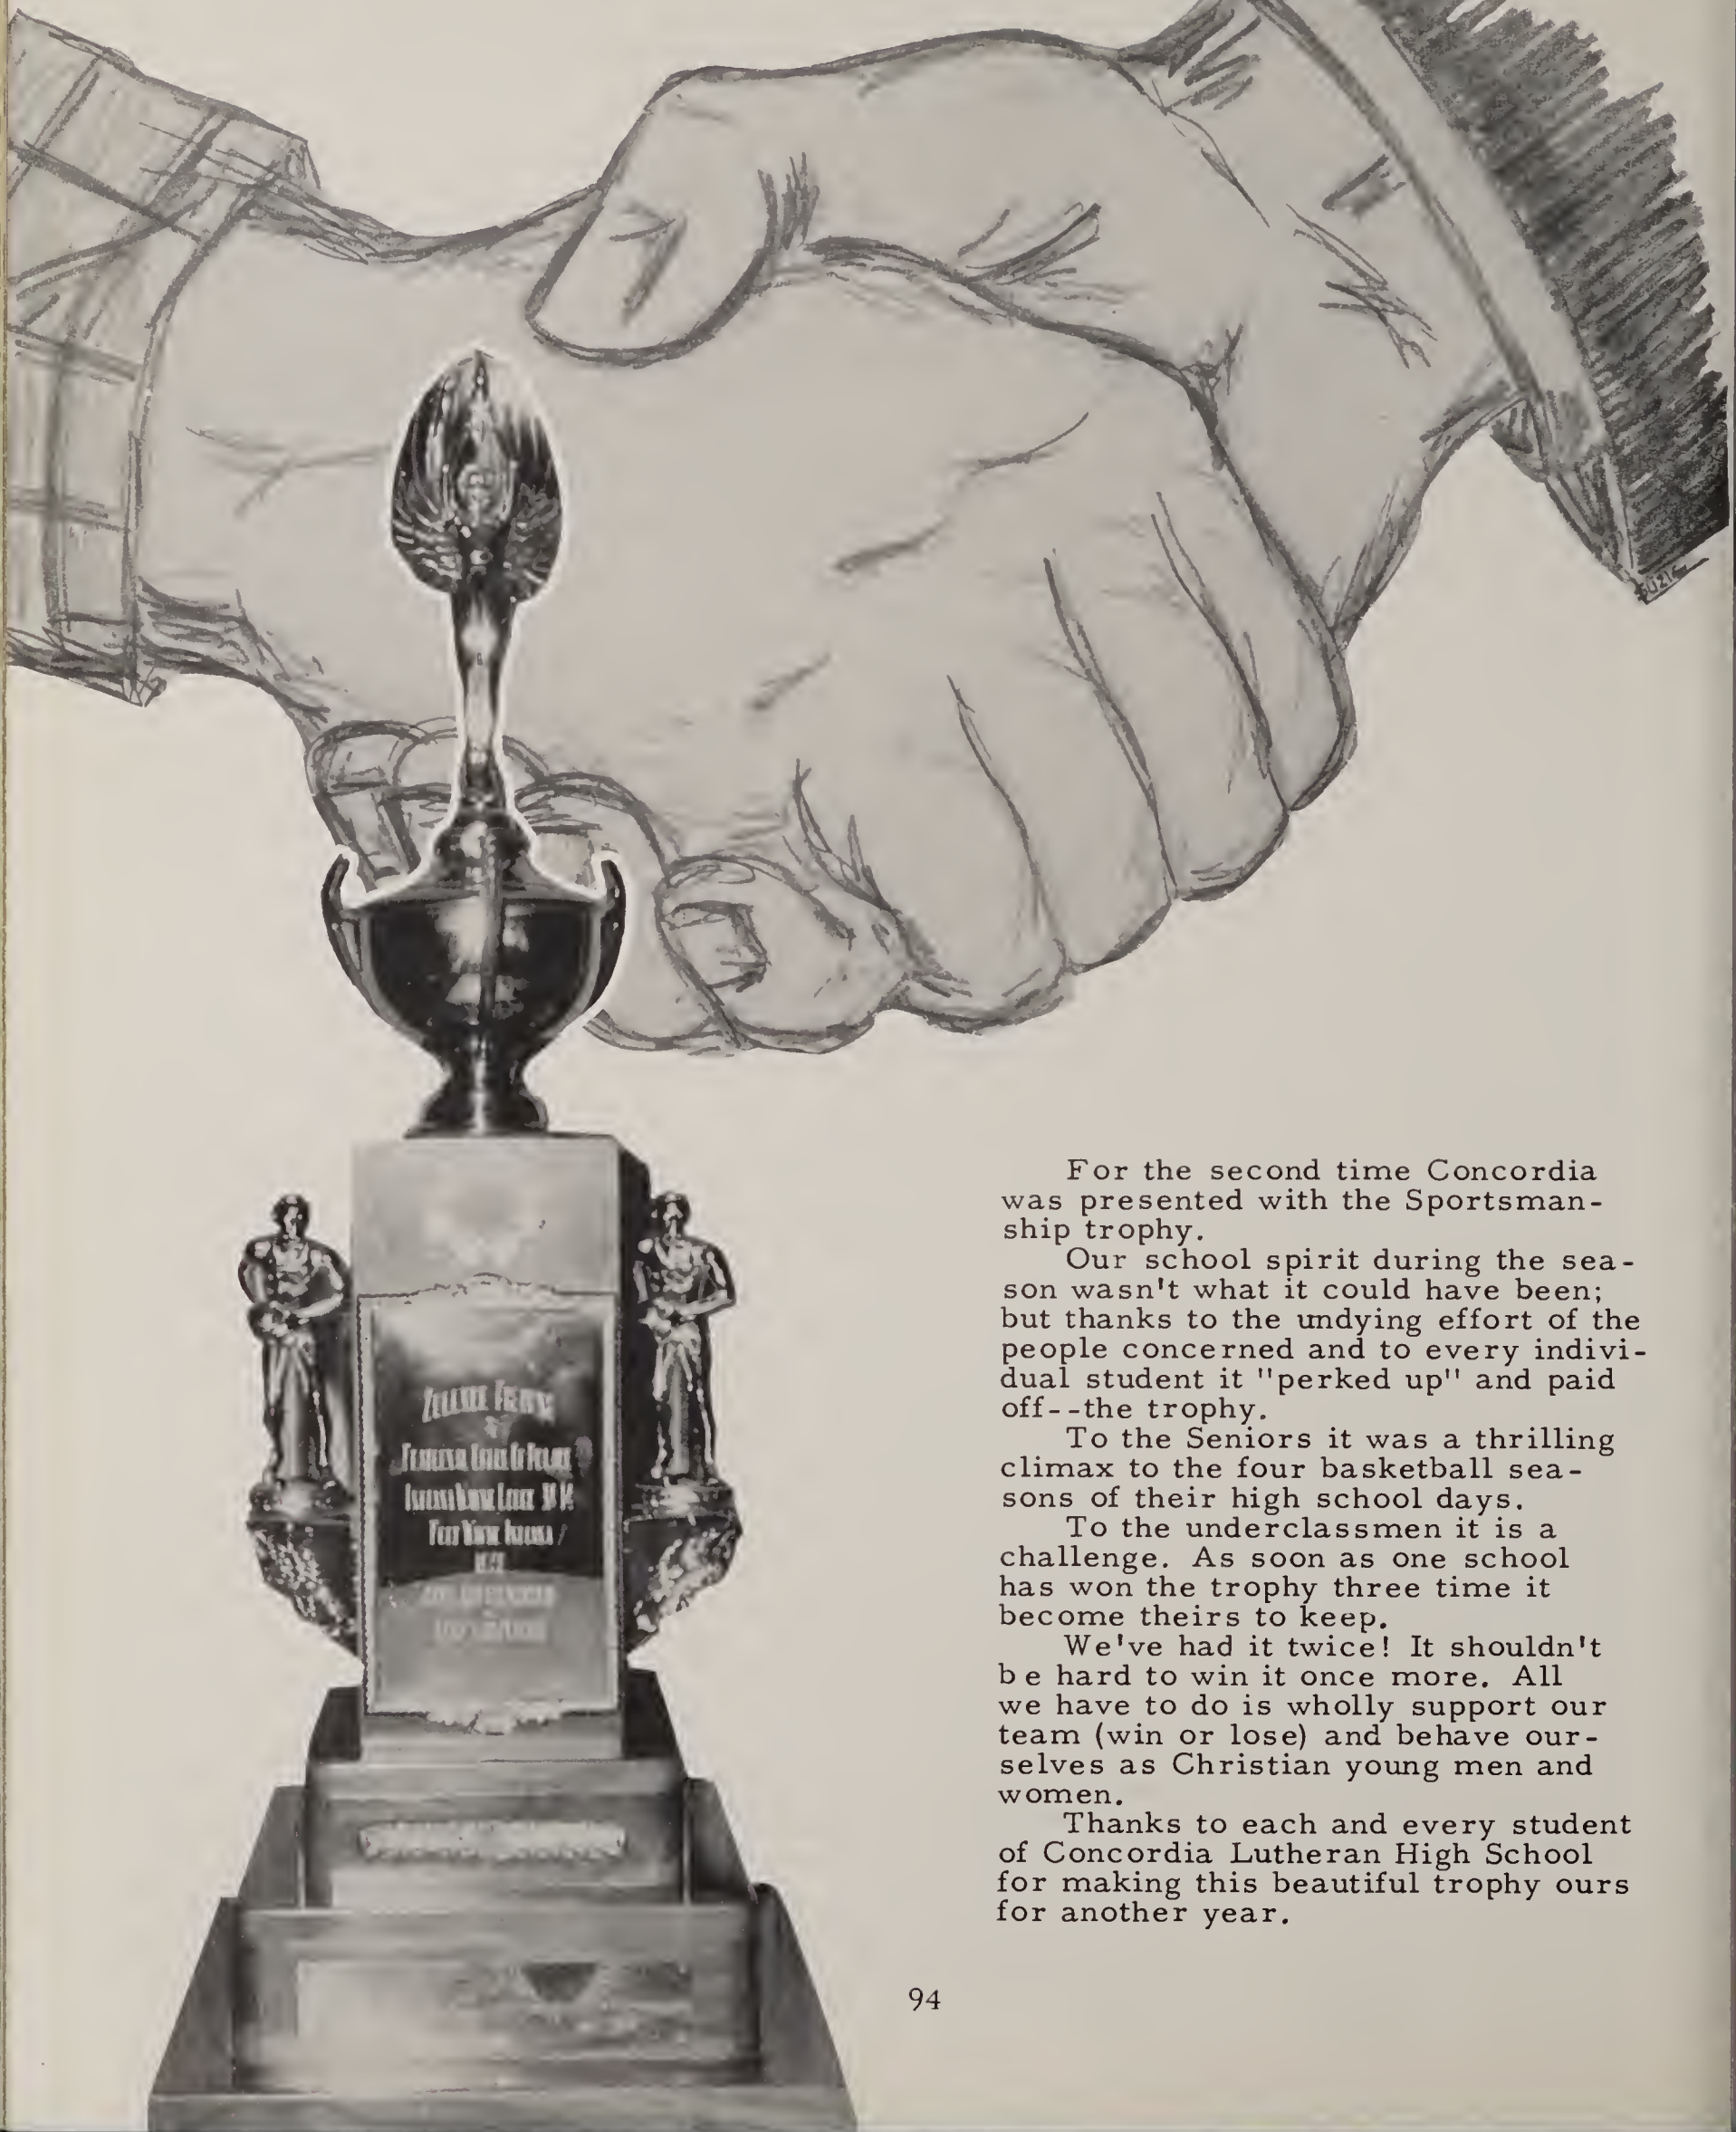 SUZIE
For the second time Concordia
was presented with the Sportsman-
ship trophy.
Our school spirit during the sea-
son wasn't what it could have been;
but thanks to the undying effort of the
people concerned and to every indivi-
dual student it "perked up" and paid
off--the trophy.
To the Seniors it was a thrilling
climax to the four basketball sea-
sons of their high school days.
To the underclassmen it is a
challenge. As soon as one school
has won the trophy three time it
become theirs to keep.
We've had it twice! It shouldn't
be hard to win it once more. All
we have to do is wholly support our
team (win or lose) and behave our-
selves as Christian young men and
women.
Thanks to each and every student
of Concordia Lutheran High School
for making this beautiful trophy ours
for another year.
94